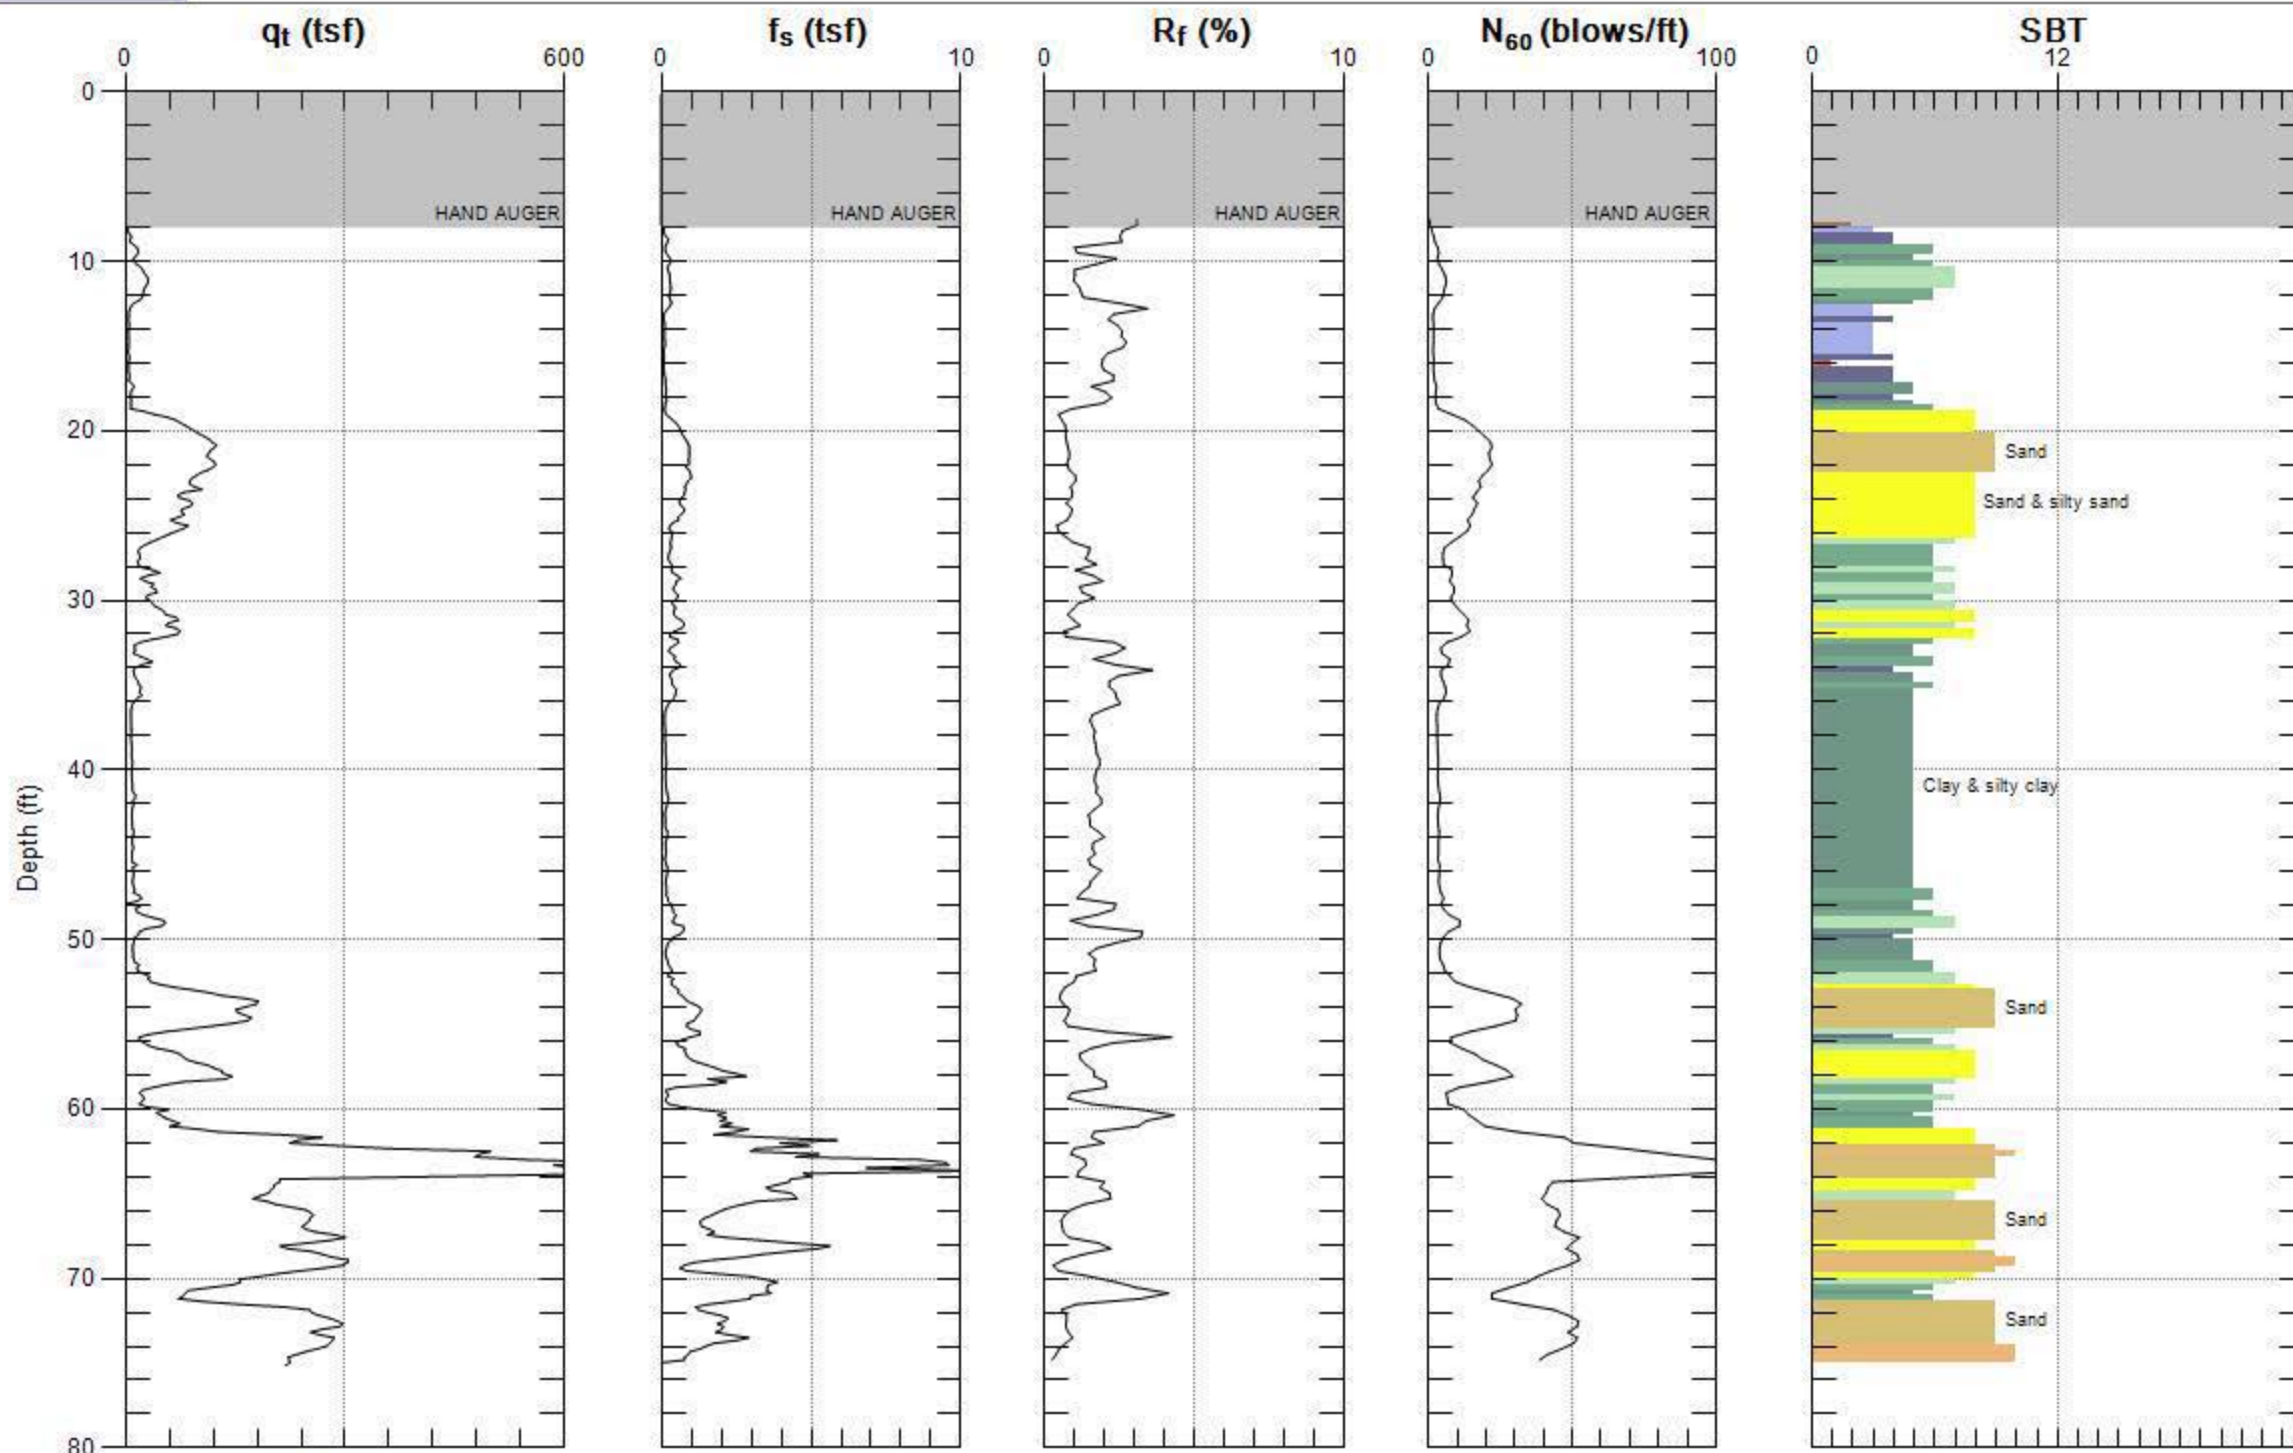 qt (tsf) fs (tsf) Rf (%) N60 (blows/ft) SBT
0 600 0 10 0 10 0 100 0 12
0
HAND AUGER HAND AUGER HAND AUGER HAND AUGER
10
20
Sand
Sand & silty sand
30
40
Clay & silty clay
Depth (ft)
50
Sand
60
Sand
70
Sand
80